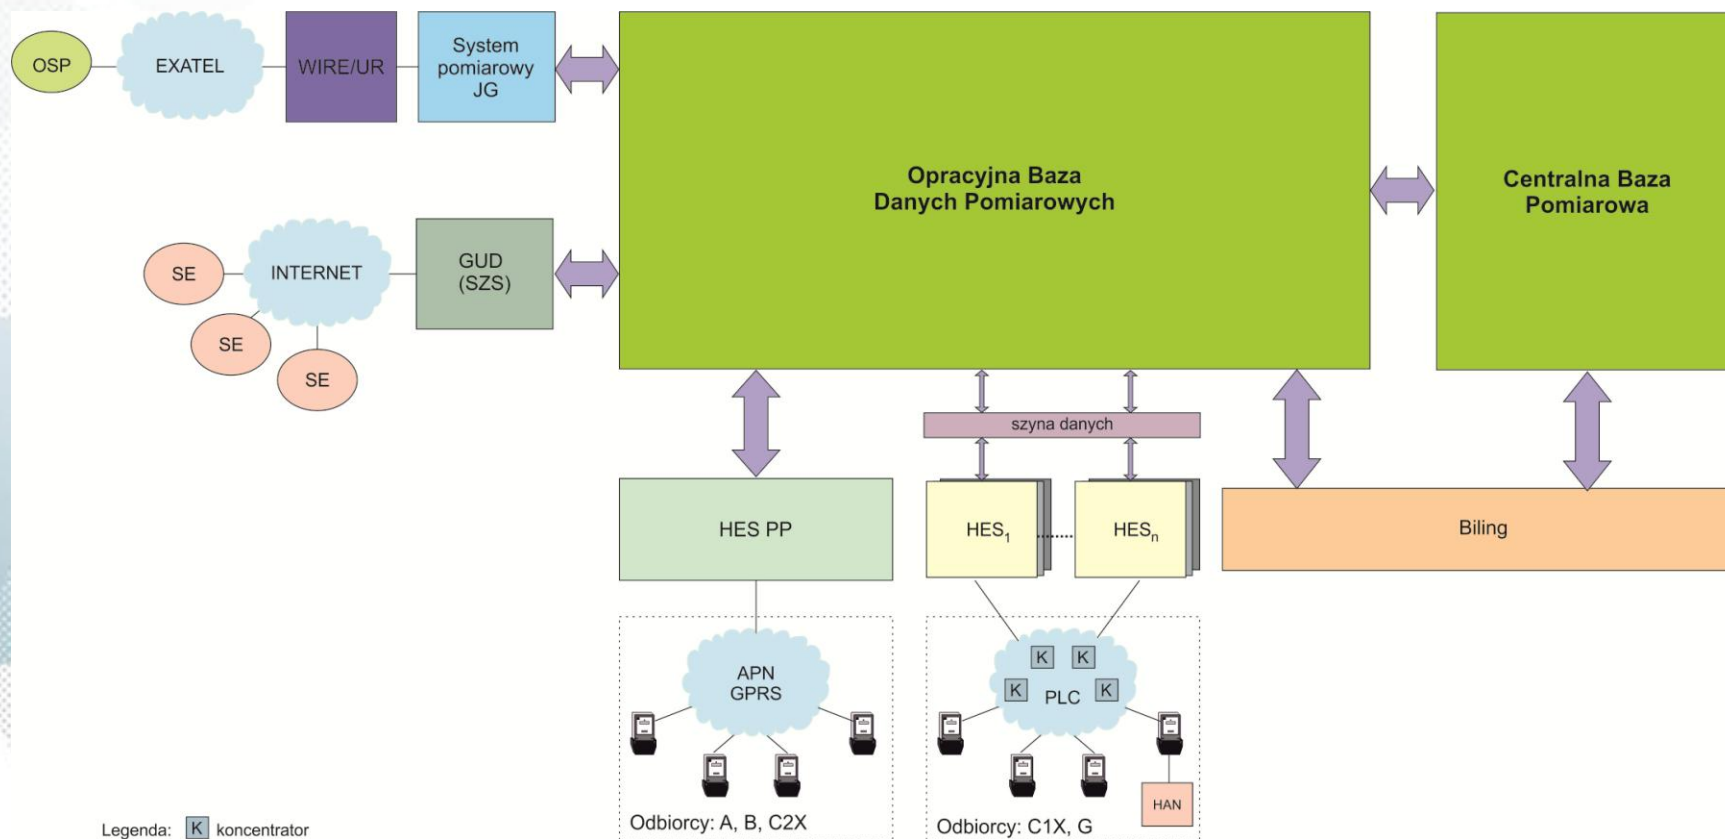 OSP
EXATEL
WIRE/UR
System
pomiarowy
JG
Opracyjna Baza
Danych Pomiarowych
Centralna Baza
Pomiarowa
SE
INTERNET
GUD
(SZS)
SE
SE
szyna danych
HES PP
HES1
HESn
Biling
APN
GPRS
K
K
K
PLC
K
HAN
Odbiorcy: A, B, C2X
Odbiorcy: C1X, G
Legenda: K koncentrator